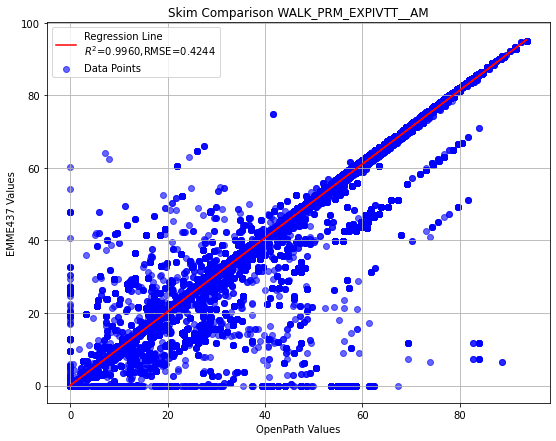 Skim Comparison WALK_PRM_EXPIVTT__AM
Regression Line
R²=0.9960,RMSE=0.4244
Data Points
EMME437 Values
100
80
60
40
20
0
0 20 40 60 80
OpenPath Values